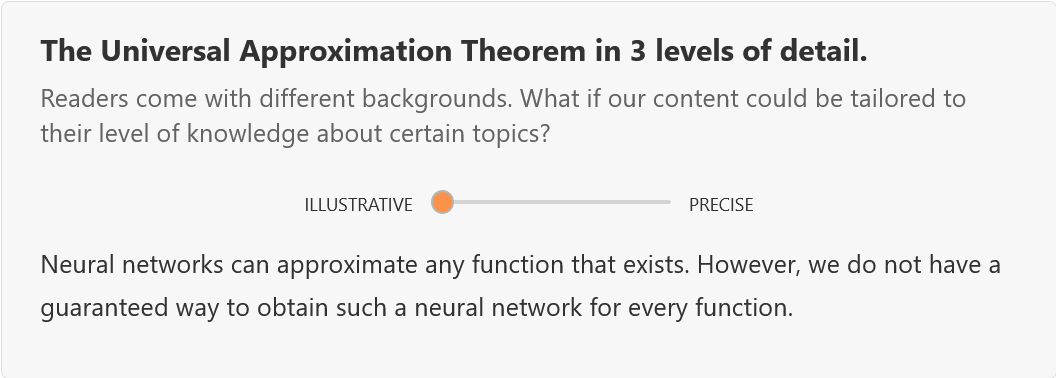 The Universal Approximation Theorem in 3 levels of detail.
Readers come with different backgrounds. What if our content could be tailored to
their level of knowledge about certain topics?
ILLUSTRATIVE PRECISE
Neural networks can approximate any function that exists. However, we do not have a
guaranteed way to obtain such a neural network for every function.